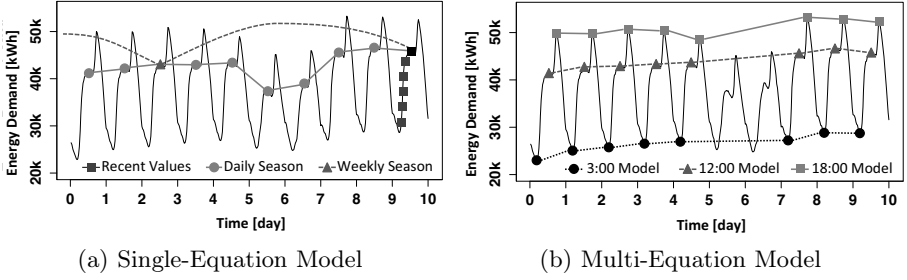 Energy Demand [kWh]
50k
40k
30k
20k
Recent Values Daily Season Weekly Season
0 1 2 3 4 5 6 7 8 9 10
Time [day]
(a) Single-Equation Model
Energy Demand [kWh]
50k
40k
30k
20k
3:00 Model 12:00 Model 18:00 Model
0 1 2 3 4 5 6 7 8 9 10
Time [day]
(b) Multi-Equation Model